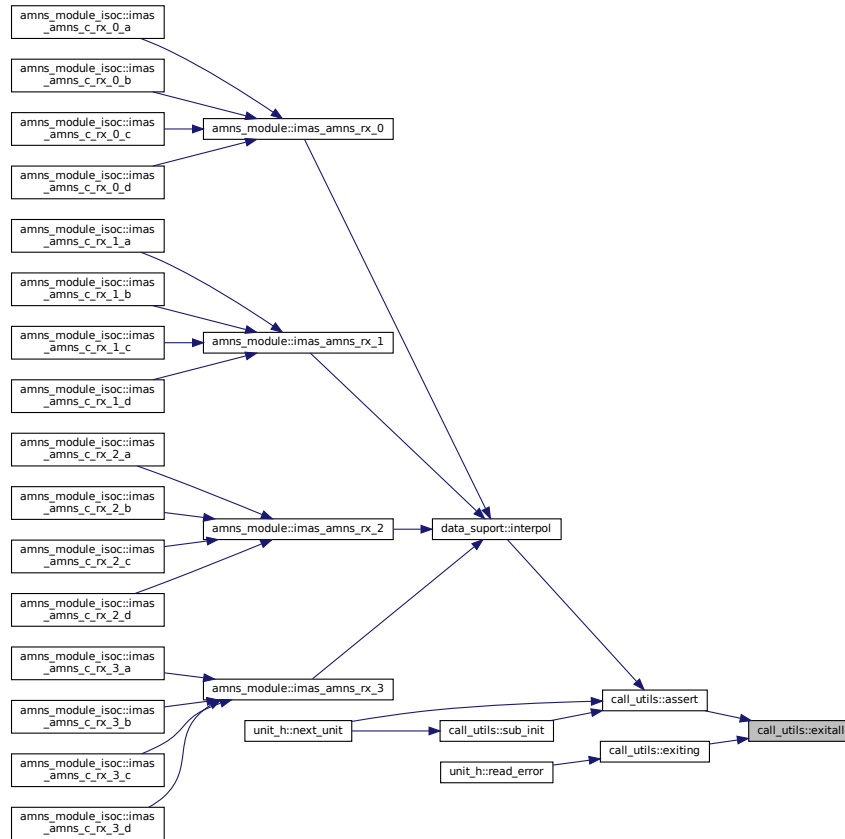 amns_module_isoc::imas
_amns_c_rx_0_a
amns_module_isoc::imas
_amns_c_rx_0_b
amns_module_isoc::imas
_amns_c_rx_0_c
amns_module::imas_amns_rx_0
amns_module_isoc::imas
_amns_c_rx_0_d
amns_module_isoc::imas
_amns_c_rx_1_a
amns_module_isoc::imas
_amns_c_rx_1_b
amns_module_isoc::imas
_amns_c_rx_1_c
amns_module::imas_amns_rx_1
amns_module_isoc::imas
_amns_c_rx_1_d
amns_module_isoc::imas
_amns_c_rx_2_a
amns_module_isoc::imas
_amns_c_rx_2_b
amns_module::imas_amns_rx_2
data_suport::interpol
amns_module_isoc::imas
_amns_c_rx_2_c
amns_module_isoc::imas
_amns_c_rx_2_d
amns_module_isoc::imas
_amns_c_rx_3_a
amns_module::imas_amns_rx_3
amns_module_isoc::imas
_amns_c_rx_3_b
call_utils::assert
unit_h::next_unit
call_utils::sub_init
call_utils::exitall
call_utils::exiting
amns_module_isoc::imas
_amns_c_rx_3_c
unit_h::read_error
amns_module_isoc::imas
_amns_c_rx_3_d